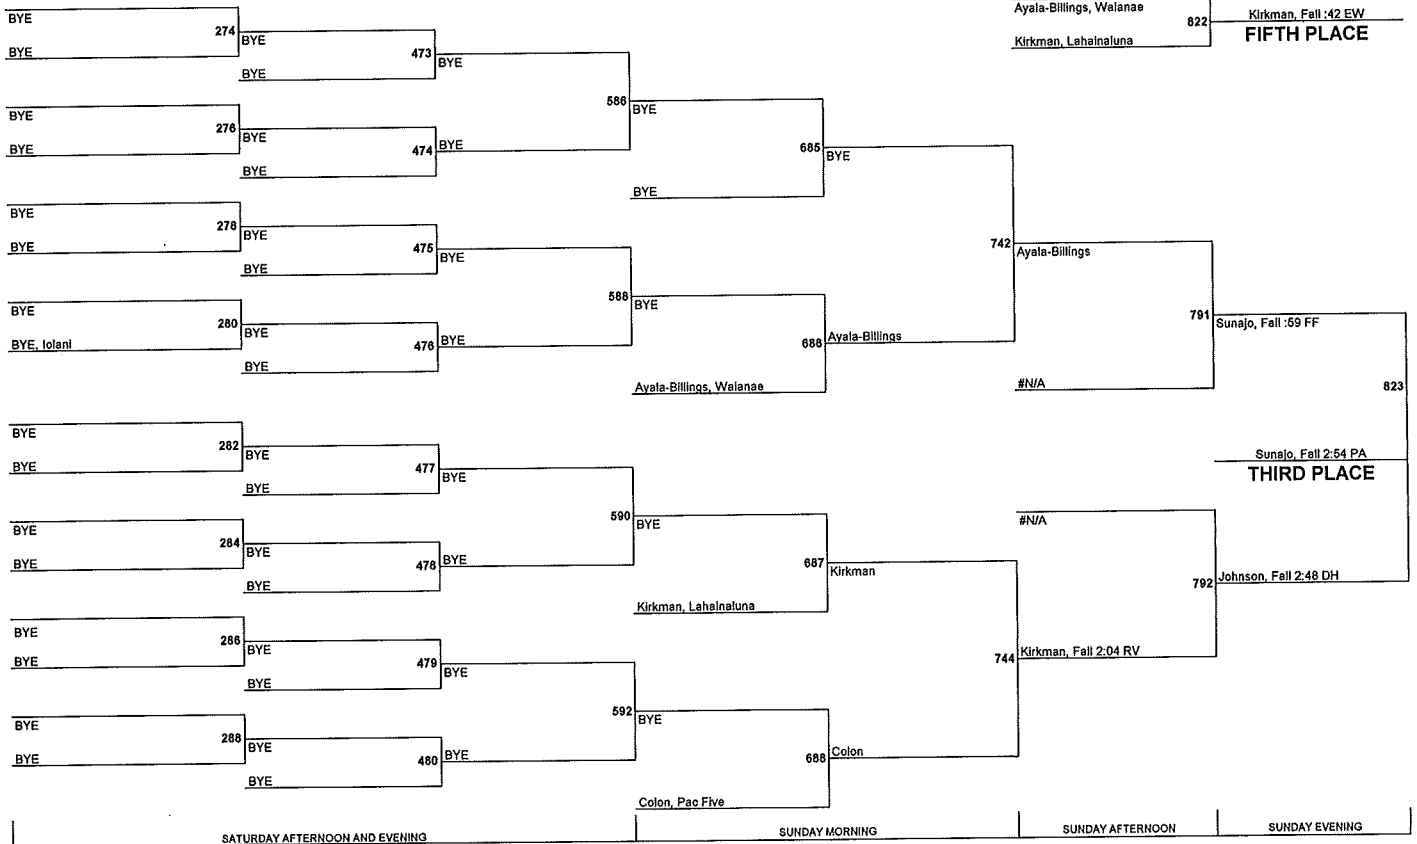 BYE
274
BYE
BYE
BYE
473
BYE
BYE
276
BYE
BYE
BYE
474
BYE
586
BYE
BYE
278
BYE
BYE
BYE
475
BYE
BYE
280
BYE, Iolani
BYE
BYE
476
BYE
588
BYE
685
BYE
BYE
Ayala-Billings, Waianae
686
Ayala-Billings
742
Ayala-Billings
#N/A
791
Sunajo, Fall :59 FF
BYE
282
BYE
BYE
BYE
477
BYE
BYE
284
BYE
BYE
BYE
478
BYE
590
BYE
Kirkman, Lahainaluna
687
Kirkman
BYE
286
BYE
BYE
BYE
479
BYE
BYE
288
BYE
BYE
BYE
480
BYE
592
BYE
Colon, Pac Five
688
Colon
744
Kirkman, Fall 2:04 RV
#N/A
792
Johnson, Fall 2:48 DH
823
Sunajo, Fall 2:54 PA
THIRD PLACE
Ayala-Billings, Waianae
Kirkman, Lahainaluna
822
Kirkman, Fall :42 EW
FIFTH PLACE
SATURDAY AFTERNOON AND EVENING
SUNDAY MORNING
SUNDAY AFTERNOON
SUNDAY EVENING